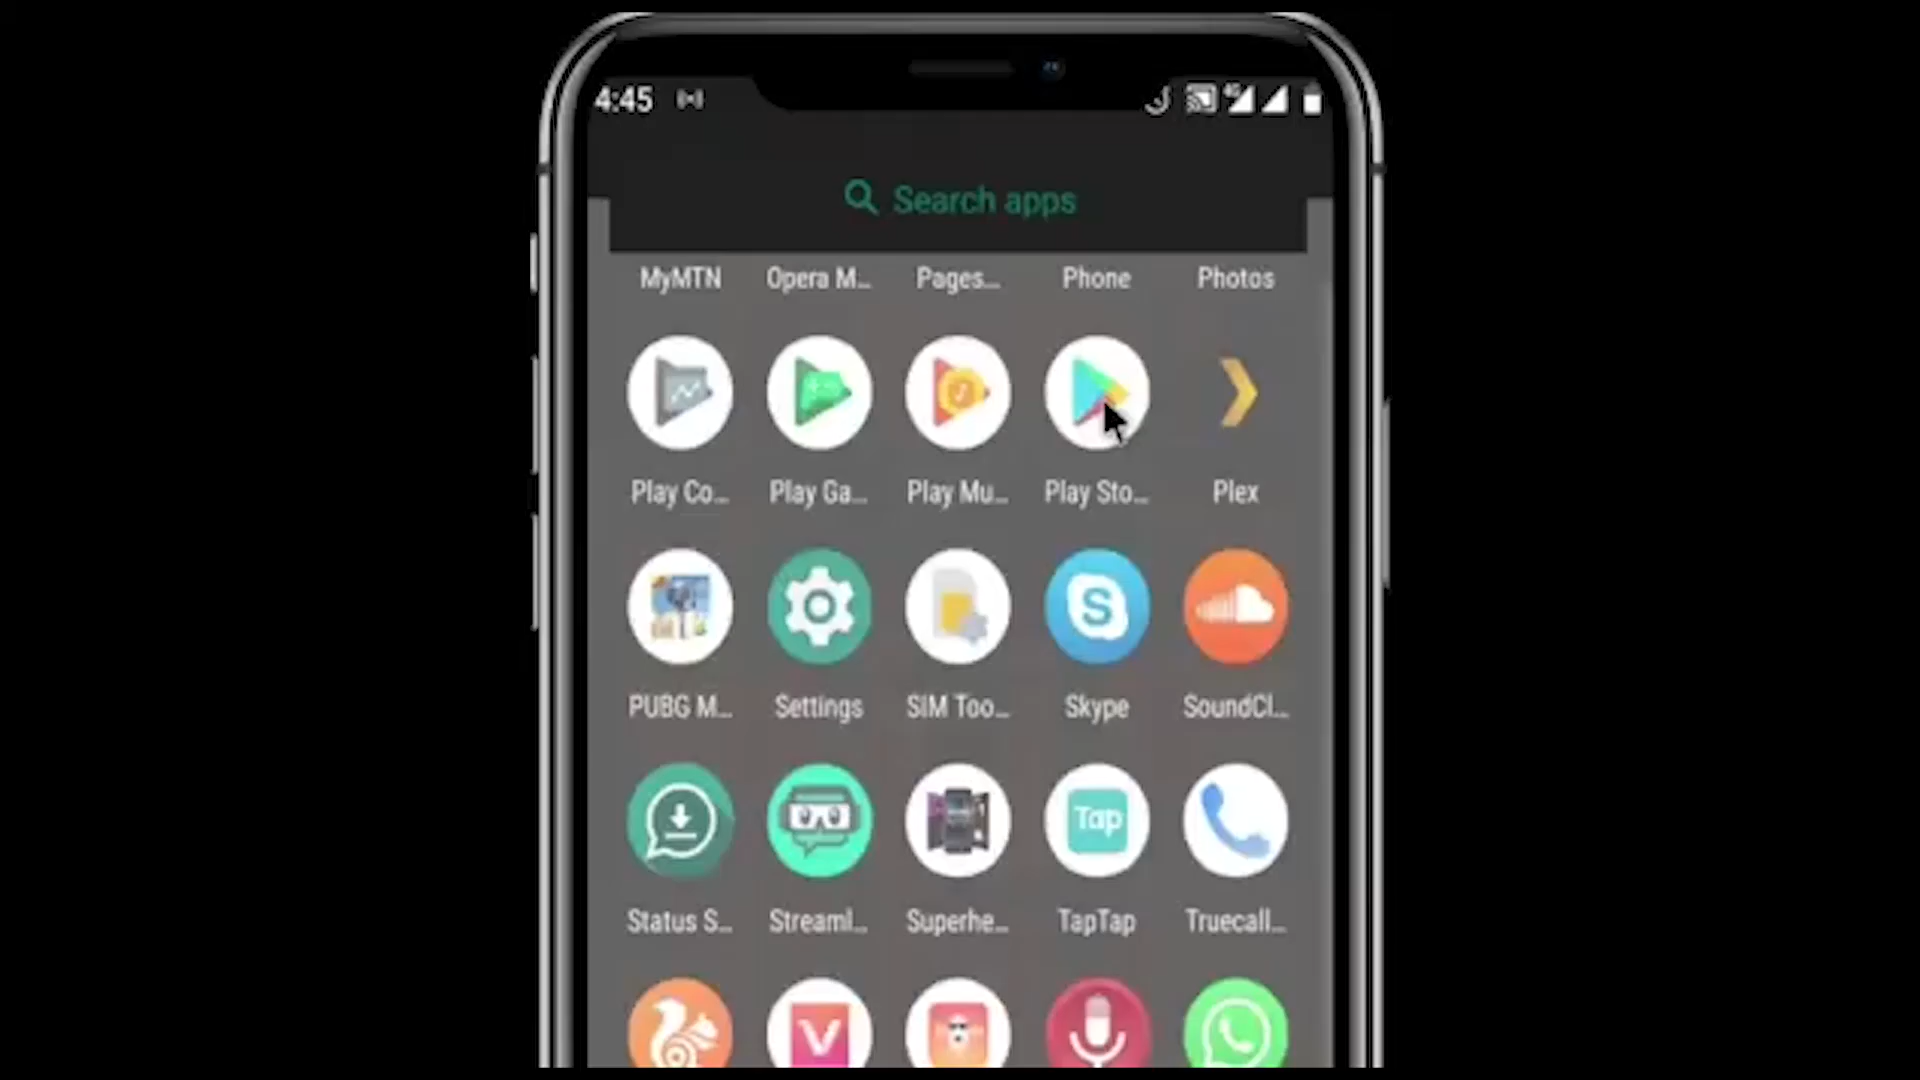 4:45 4G
Search apps
MyMTN Opera M... Pages... Phone Photos
Play Co... Play Ga... Play Mu... Play Sto... Plex
PUBG M... Settings SIM Too... Skype SoundCl...
S
Tap
Status S... Streaml... Superhe... TapTap Truecall...
V